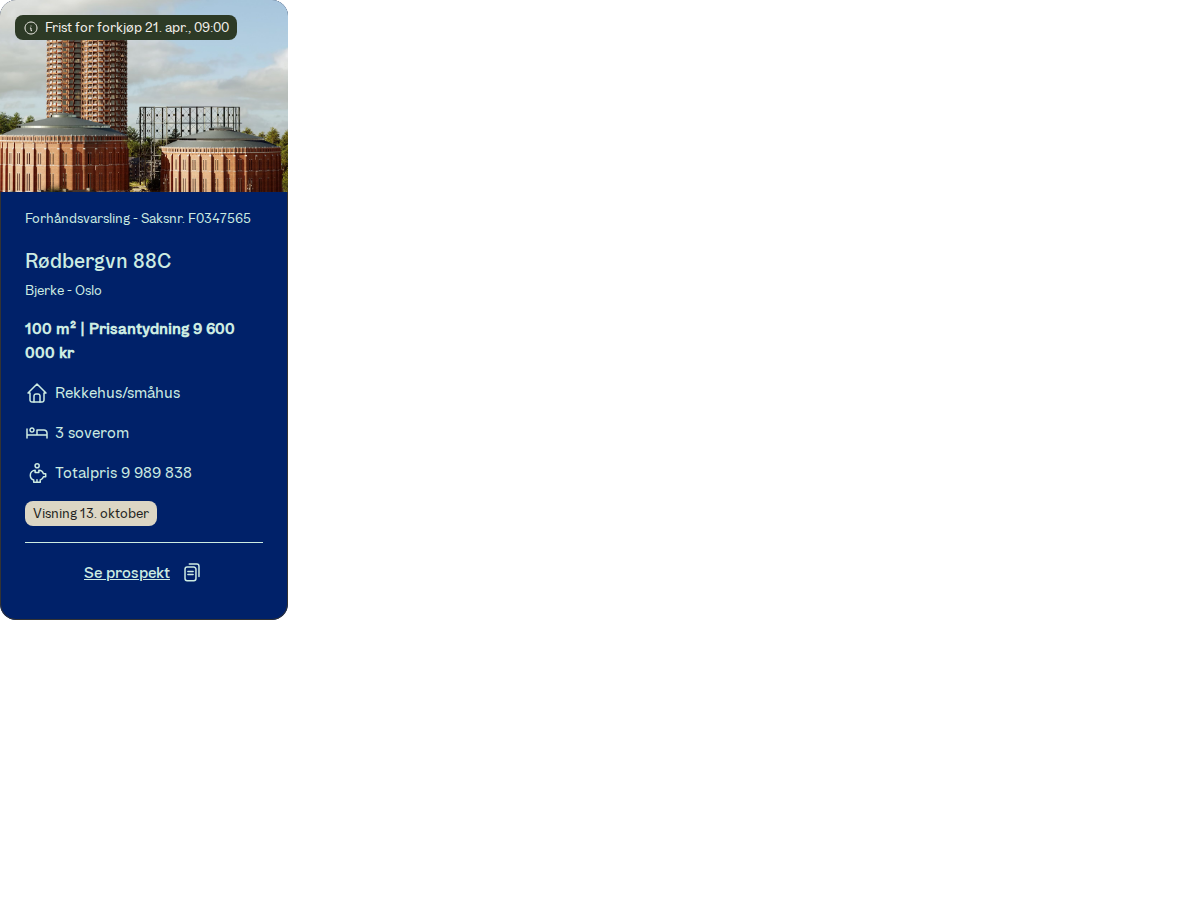 Frist for forkjøp 21. apr., 09:00
Forhåndsvarsling - Saksnr. F0347565
Rødbergvn 88C
Bjerke - Oslo
100 m² | Prisantydning 9 600
000 kr
Rekkehus/småhus
3 soverom
Totalpris 9 989 838
Visning 13. oktober
Se prospekt